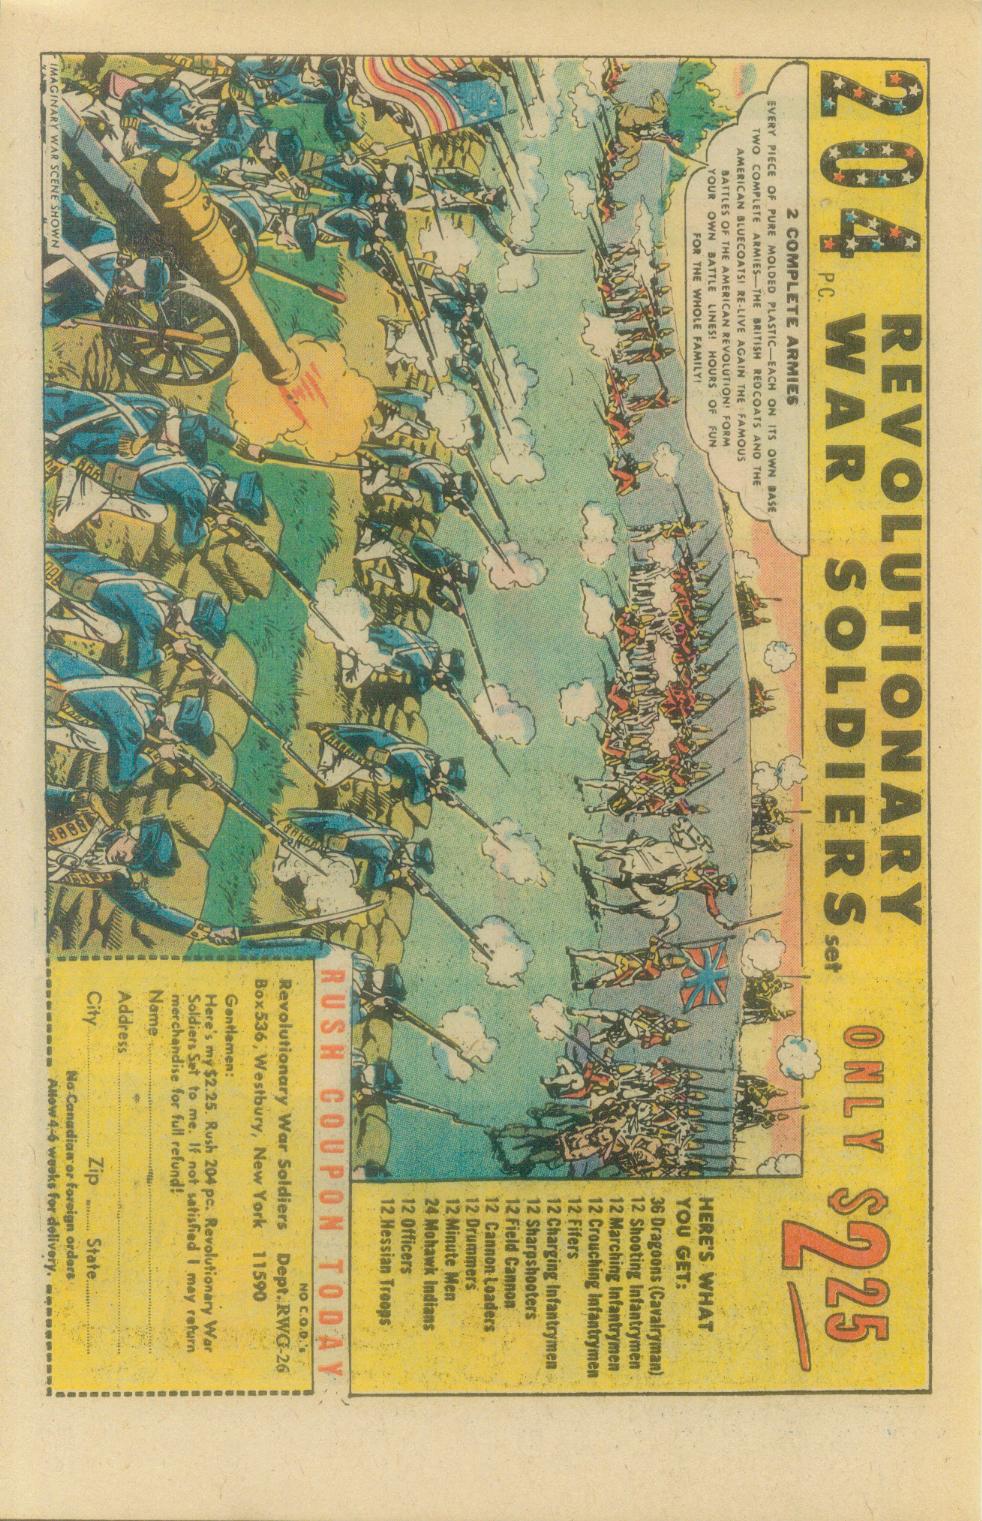 204 PC. REVOLUTIONARY
WAR SOLDIERS set
ONLY $2.25
2 COMPLETE ARMIES
EVERY PIECE OF PURE MOLDED PLASTIC—EACH ON ITS OWN BASE
TWO COMPLETE ARMIES—THE BRITISH REDCOATS AND THE
AMERICAN BLUECOATS! RE-LIVE AGAIN THE FAMOUS
BATTLES OF THE AMERICAN REVOLUTION! FORM
YOUR OWN BATTLE LINES! HOURS OF FUN
FOR THE WHOLE FAMILY!
HERE'S WHAT
YOU GET:
36 Dragons (Cavalryman)
12 Shooting Infantrymen
12 Marching Infantrymen
12 Crouching Infantrymen
12 Fifers
12 Charging Infantrymen
12 Sharpshooters
12 Field Cannon
12 Cannon Loaders
12 Drummers
12 Minute Men
24 Mohawk Indians
12 Officers
12 Hessian Troops
IMAGINARY WAR SCENE SHOWN
RUSH COUPON TODAY
NO C.O.D.'s
Revolutionary War Soldiers Dept. RWG-26
Box 536, Westbury, New York 11590
Gentlemen:
Here's my $2.25. Rush 204 pc. Revolutionary War
Soldiers Set to me. If not satisfied I may return
merchandise for full refund!
Name
Address
City Zip State
No Canadian or foreign orders
Allow 4-6 weeks for delivery.